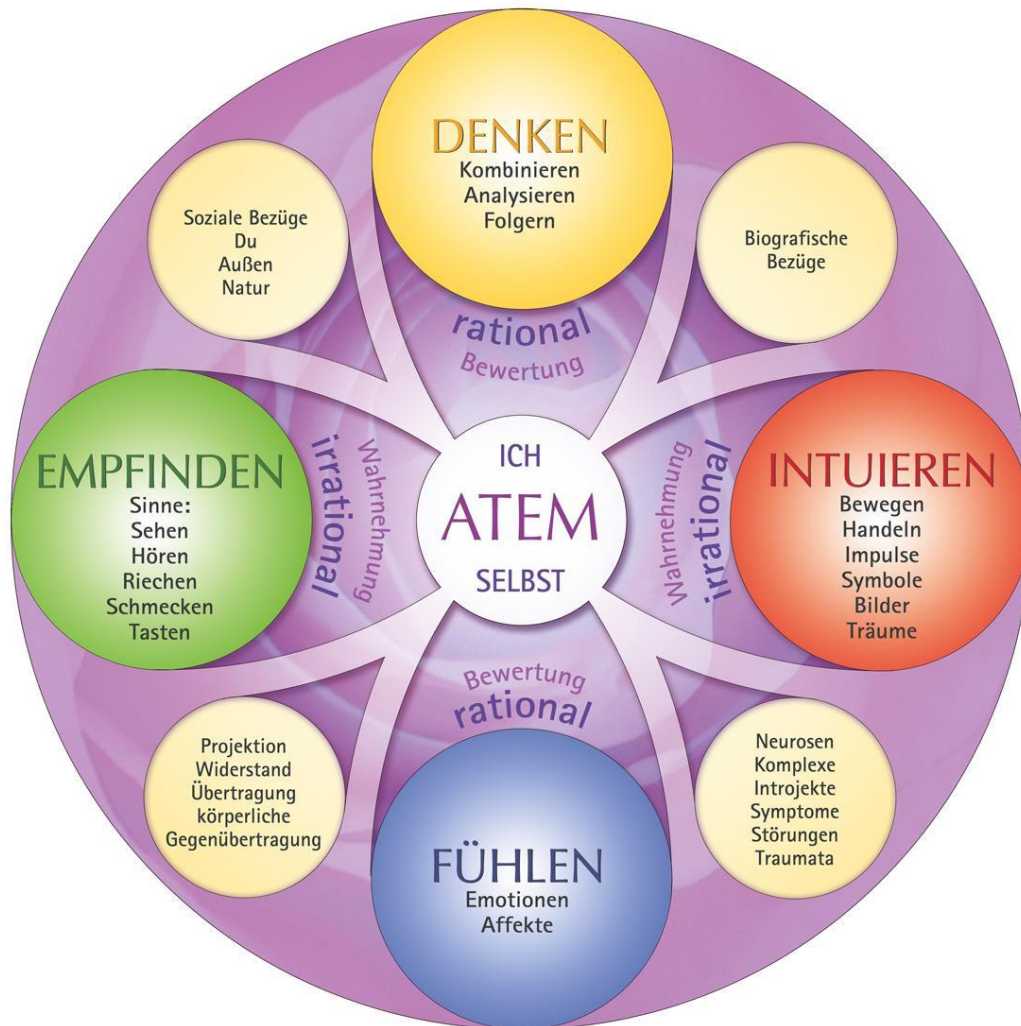 DENKEN
Kombinieren
Analysieren
Folgern
Soziale Bezüge
Du
Außen
Natur
Biografische
Bezüge
rational
Bewertung
EMPFINDEN
Sinne:
Sehen
Hören
Riechen
Schmecken
Tasten
irrational
Wahrnehmung
ICH
ATEM
SELBST
Wahrnehmung
irrational
INTUIEREN
Bewegen
Handeln
Impulse
Symbole
Bilder
Träume
Bewertung
rational
Projektion
Widerstand
Übertragung
körperliche
Gegenübertragung
FÜHLEN
Emotionen
Affekte
Neurosen
Komplexe
Introjekte
Symptome
Störungen
Traumata